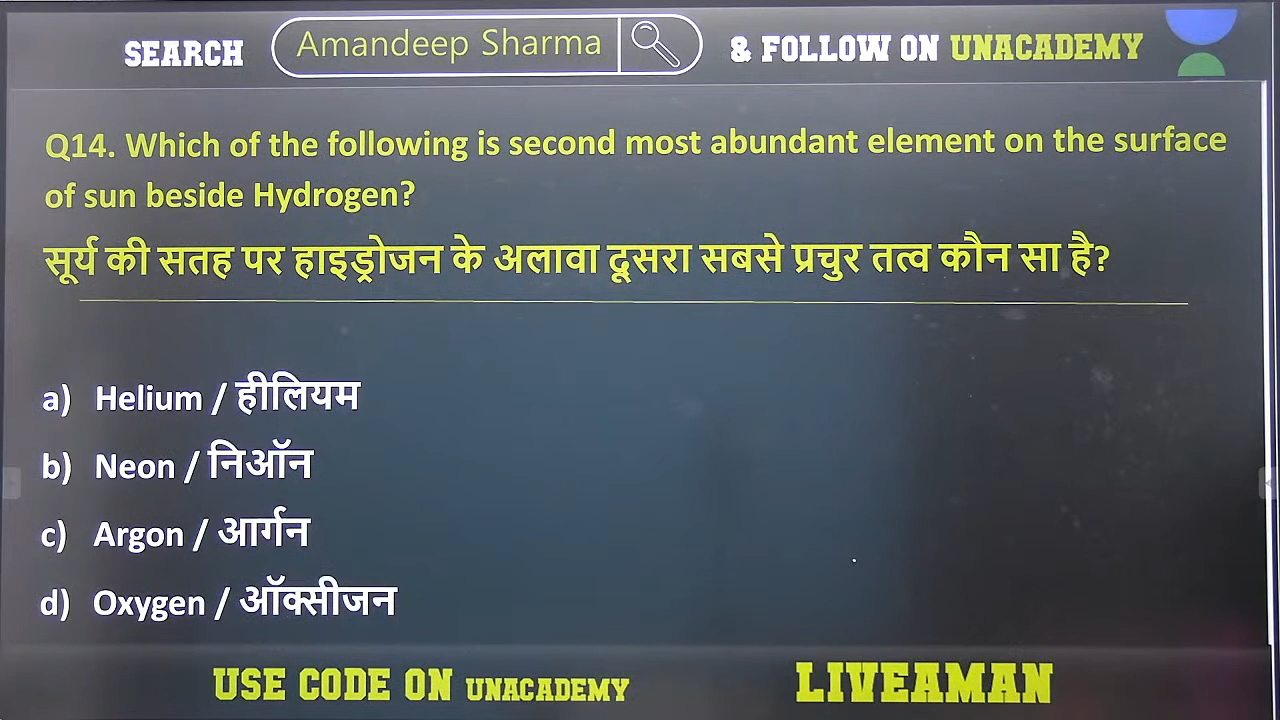 SEARCH Amandeep Sharma & FOLLOW ON UNACADEMY
Q14. Which of the following is second most abundant element on the surface
of sun beside Hydrogen?
सूर्य की सतह पर हाइड्रोजन के अलावा दूसरा सबसे प्रचुर तत्व कौन सा है?
a) Helium / हीलियम
b) Neon / निऑन
c) Argon / आर्गन
d) Oxygen / ऑक्सीजन
USE CODE ON UNACADEMY LIVEAMAN